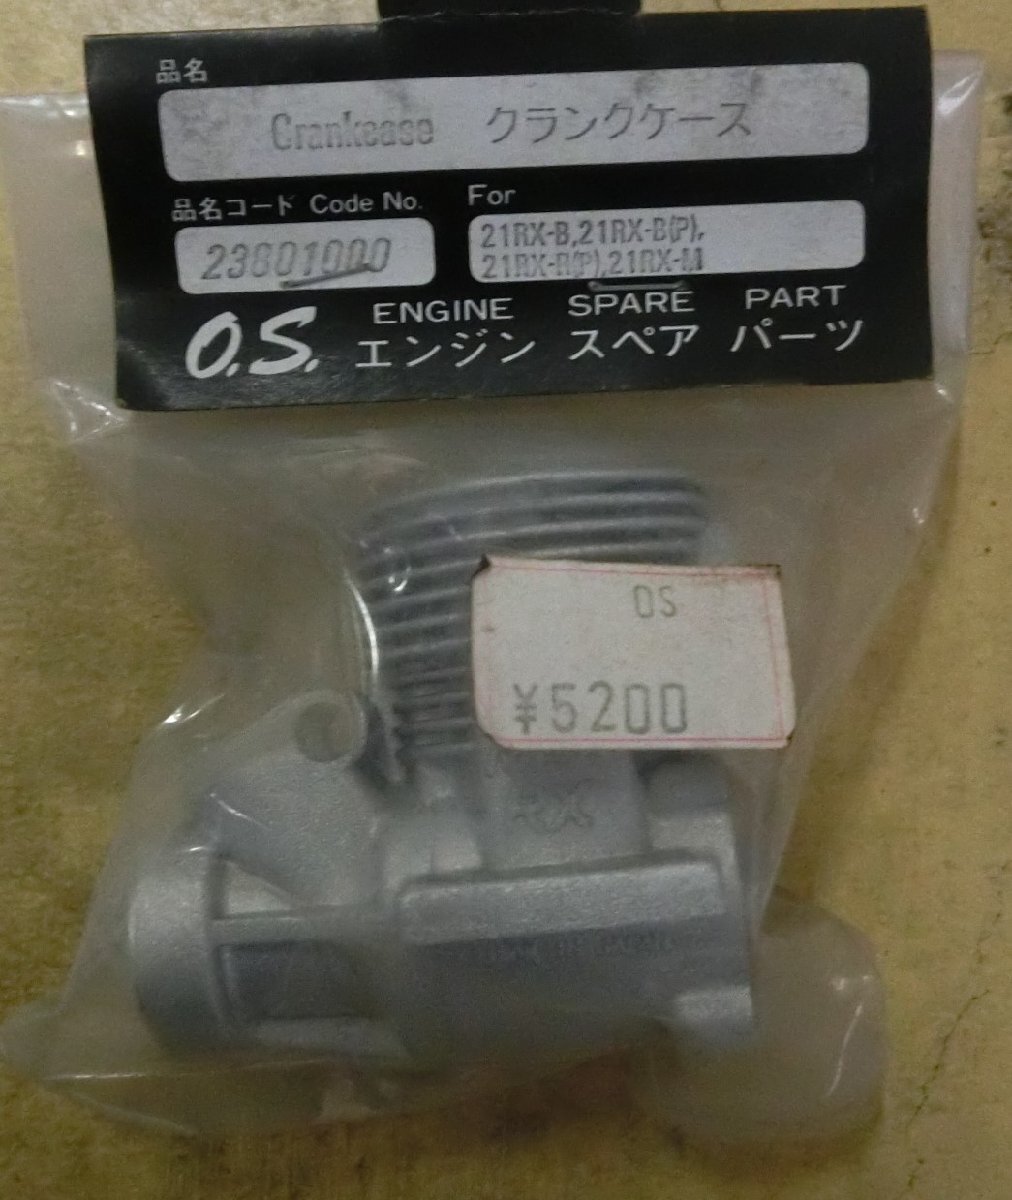 品名
Crankcase クランクケース
品名コード Code No.
23801000
For
21RX-B,21RX-B(P),
21RX-R(P),21RX-M
O.S. ENGINE SPARE PART
エンジン スペア パーツ
OS
¥5200
RX